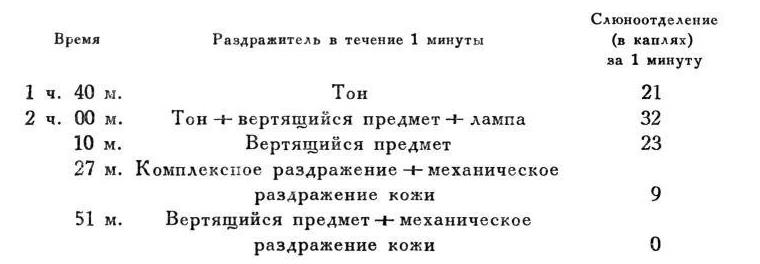 Время Раздражитель в течение 1 минуты Слюноотделение (в каплях) за 1 минуту
1 ч. 40 м. Тон 21
2 ч. 00 м. Тон + вертящийся предмет + лампа 32
10 м. Вертящийся предмет 23
27 м. Комплексное раздражение + механическое
раздражение кожи 9
51 м. Вертящийся предмет + механическое
раздражение кожи 0